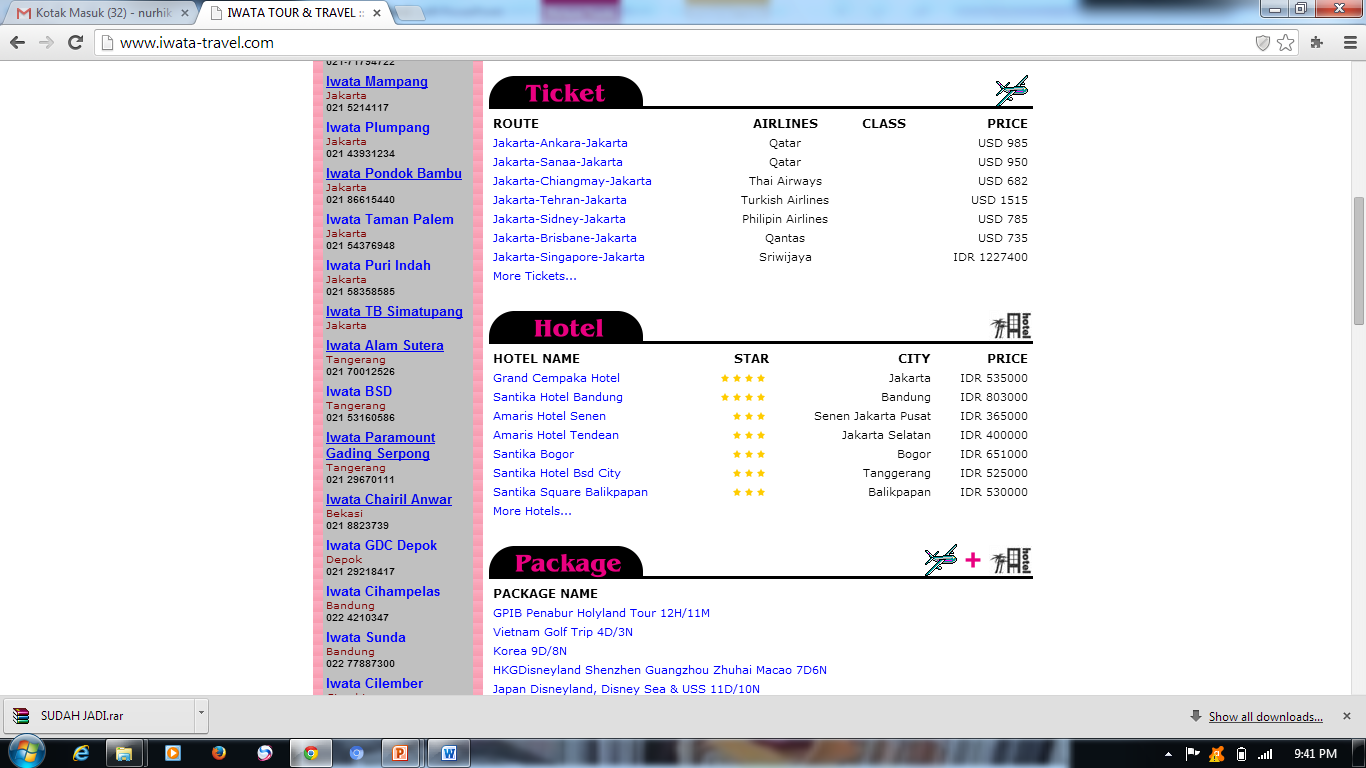 Kotak Masuk (32) - nurhik
IWATA TOUR & TRAVEL :
www.iwata-travel.com
021-71794722
Iwata Mampang
Jakarta
021 5214117
Iwata Plumpang
Jakarta
021 43931234
Iwata Pondok Bambu
Jakarta
021 86615440
Iwata Taman Palem
Jakarta
021 54376948
Iwata Puri Indah
Jakarta
021 58358585
Iwata TB Simatupang
Jakarta
Iwata Alam Sutera
Tangerang
021 70012526
Iwata BSD
Tangerang
021 53160586
Iwata Paramount
Gading Serpong
Tangerang
021 29670111
Iwata Chairil Anwar
Bekasi
021 8823739
Iwata GDC Depok
Depok
021 29218417
Iwata Cihampelas
Bandung
022 4210347
Iwata Sunda
Bandung
022 77887300
Iwata Cilember
Ticket
ROUTE AIRLINES CLASS PRICE
Jakarta-Ankara-Jakarta Qatar USD 985
Jakarta-Sanaa-Jakarta Qatar USD 950
Jakarta-Chiangmay-Jakarta Thai Airways USD 682
Jakarta-Tehran-Jakarta Turkish Airlines USD 1515
Jakarta-Sidney-Jakarta Philipin Airlines USD 785
Jakarta-Brisbane-Jakarta Qantas USD 735
Jakarta-Singapore-Jakarta Sriwijaya IDR 1227400
More Tickets...
Hotel
hotel
HOTEL NAME STAR CITY PRICE
Grand Cempaka Hotel Jakarta IDR 535000
Santika Hotel Bandung Bandung IDR 803000
Amaris Hotel Senen Senen Jakarta Pusat IDR 365000
Amaris Hotel Tendean Jakarta Selatan IDR 400000
Santika Bogor Bogor IDR 651000
Santika Hotel Bsd City Tanggerang IDR 525000
Santika Square Balikpapan Balikpapan IDR 530000
More Hotels...
Package
+ hotel
PACKAGE NAME
GPIB Penabur Holyland Tour 12H/11M
Vietnam Golf Trip 4D/3N
Korea 9D/8N
HKGDisneyland Shenzhen Guangzhou Zhuhai Macao 7D6N
Japan Disneyland, Disney Sea & USS 11D/10N
SUDAH JADI.rar
Show all downloads...
9:41 PM